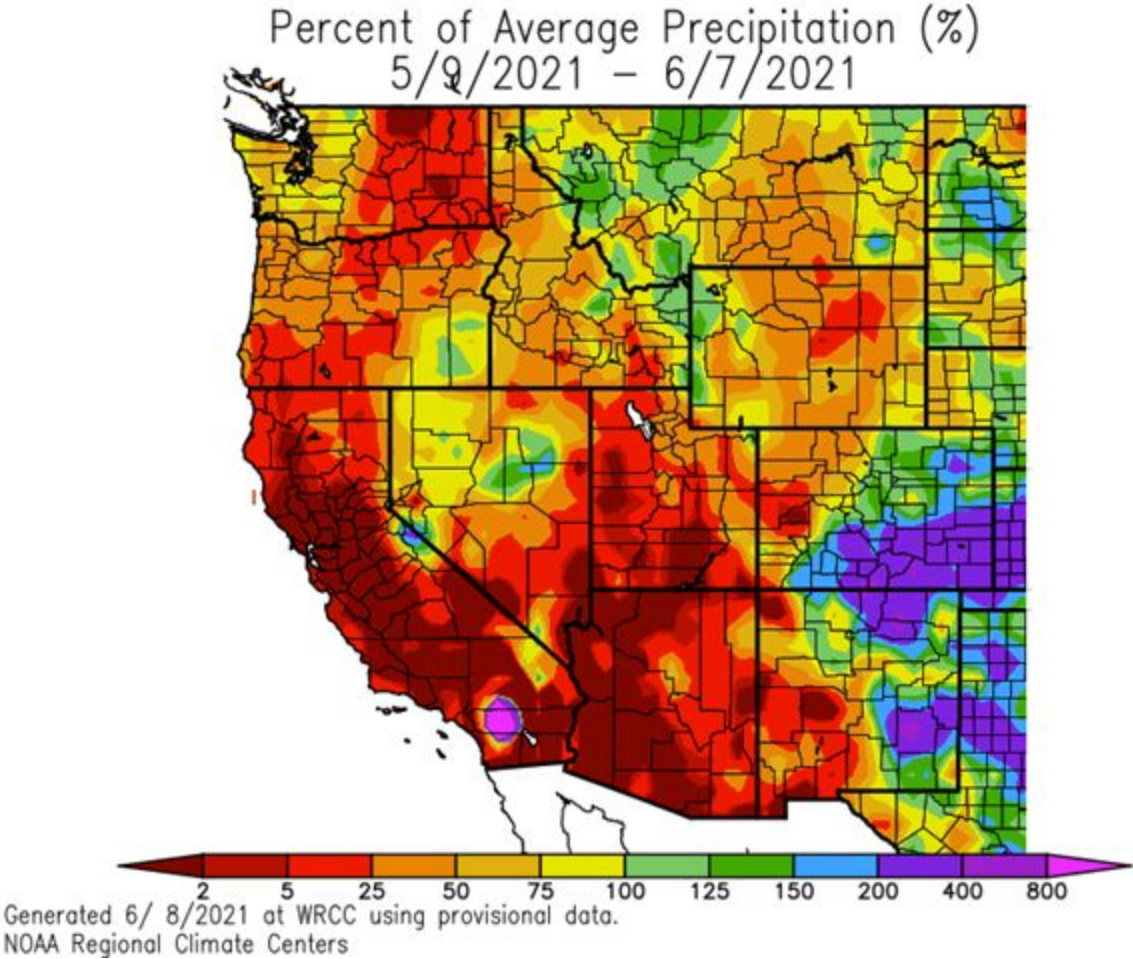 Percent of Average Precipitation (%)
5/9/2021 – 6/7/2021
2 5 25 50 75 100 125 150 200 400 800
Generated 6/ 8/2021 at WRCC using provisional data.
NOAA Regional Climate Centers